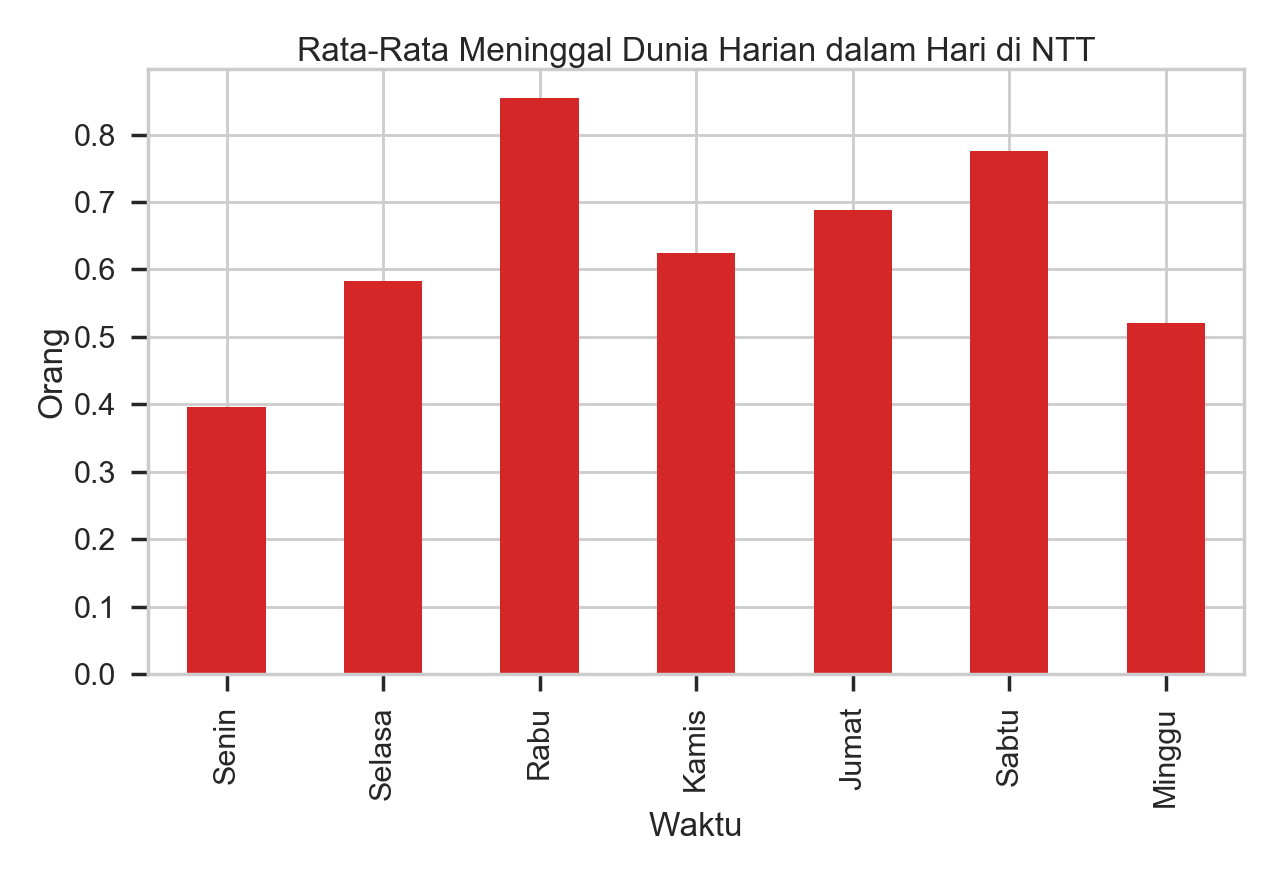 Rata-Rata Meninggal Dunia Harian dalam Hari di NTT
Orang
0.8
0.7
0.6
0.5
0.4
0.3
0.2
0.1
0.0
Senin
Selasa
Rabu
Kamis
Jumat
Sabtu
Minggu
Waktu